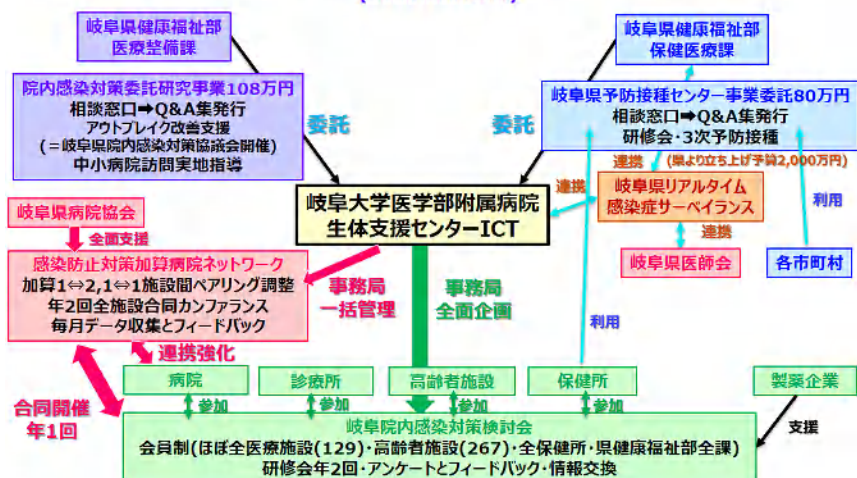 岐阜県健康福祉部
医療整備課
岐阜県健康福祉部
保健医療課
院内感染対策委託研究事業108万円
相談窓口➡Q&A集発行
アウトブレイク改善支援
(=岐阜県院内感染対策協議会開催)
中小病院訪問実地指導
委託
委託
岐阜県予防接種センター事業委託80万円
相談窓口➡Q&A集発行
研修会・3次予防接種
連携
(県より立ち上げ予算2,000万円)
岐阜大学医学部附属病院
生体支援センターICT
連携
岐阜県リアルタイム
感染症サーベイランス
利用
岐阜県病院協会
全面支援
連携
岐阜県医師会
各市町村
感染防止対策加算病院ネットワーク
加算1⇔2,1⇔1施設間ペアリング調整
年2回全施設合同カンファランス
毎月データ収集とフィードバック
事務局
一括管理
事務局
全面企画
利用
連携強化
病院
診療所
高齢者施設
保健所
製薬企業
合同開催
年1回
参加
参加
参加
参加
支援
岐阜院内感染対策検討会
会員制(ほぼ全医療施設(129)・高齢者施設(267)・全保健所・県健康福祉部全課)
研修会年2回・アンケートとフィードバック・情報交換